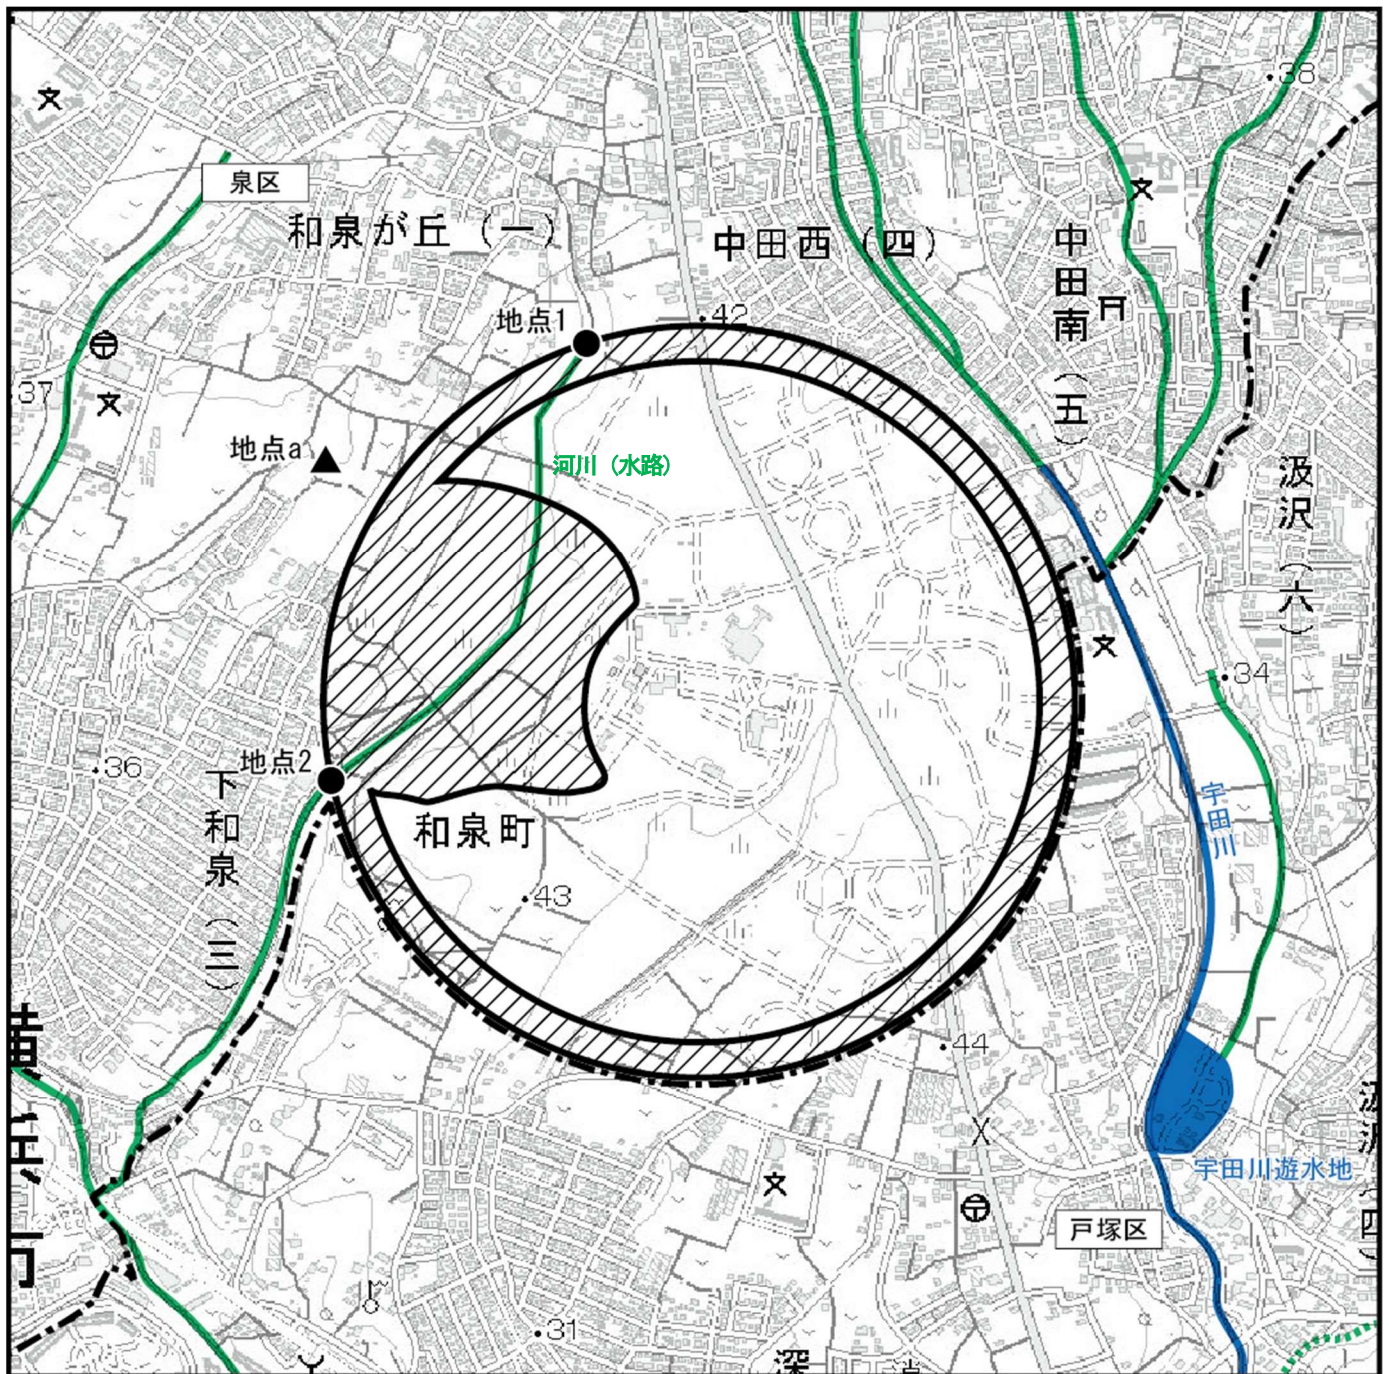 38
泉区
和泉が丘（一）
中田西（四）
中田南（五）
42
地点1
37
地点a
河川（水路）
汲沢（六）
34
地点2
36
下和泉（三）
宇田川
和泉町
43
44
宇田川遊水地
戸塚区
31
深